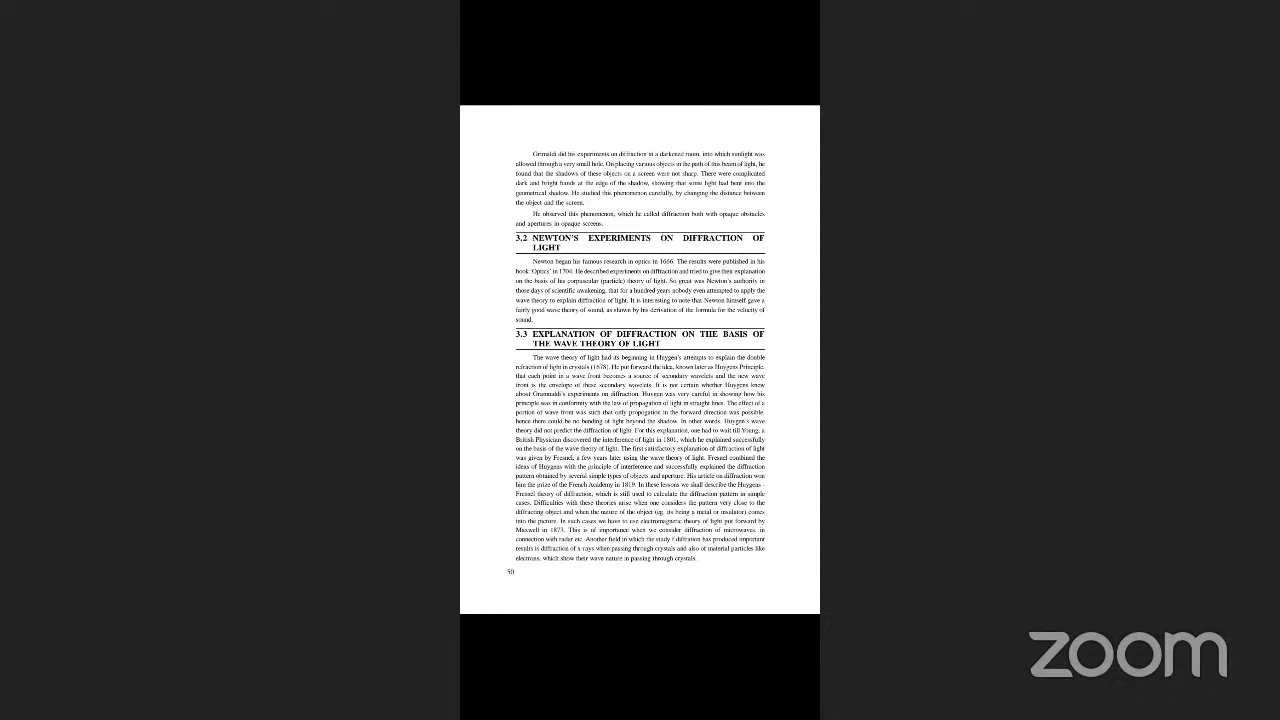 Grimaldi did his experiments on diffraction in a darkened room, into which sunlight was
allowed through a very small hole. On placing various objects in the path of this beam of light, he
found that the shadows of these objects on a screen were not sharp. There were complicated
dark and bright bands at the edge of the shadow, showing that some light had bent into the
geometrical shadow. He studied this phenomenon carefully, by changing the distance between
the object and the screen.
He observed this phenomenon, which he called diffraction both with opaque obstacles
and apertures in opaque screens.
3.2 NEWTON'S EXPERIMENTS ON DIFFRACTION OF
LIGHT
Newton began his famous research in optics in 1666. The results were published in his
book 'Optics' in 1704. He described experiments on diffraction and tried to give their explanation
on the basis of his corpuscular (particle) theory of light. So great was Newton's authority in
those days of scientific awakening, that for a hundred years nobody even attempted to apply the
wave theory to explain diffraction of light. It is interesting to note that Newton himself gave a
fairly good wave theory of sound, as shown by his derivation of the formula for the velocity of
sound.
3.3 EXPLANATION OF DIFFRACTION ON THE BASIS OF
THE WAVE THEORY OF LIGHT
The wave theory of light had its beginning in Huygen's attempts to explain the double
refraction of light in crystals (1678). He put forward the idea, known later as Huygens Principle,
that each point in a wave front becomes a source of secondary wavelets and the new wave
front is the envelope of these secondary wavelets. It is not certain whether Huygens knew
about Grammaldi's experiments on diffraction. Huygen was very careful in showing how his
principle was in conformity with the law of propagation of light in straight lines. The effect of a
portion of wave front was such that only propogation in the forward direction was possible,
hence there could be no bending of light beyond the shadow. In other words, Huygen's wave
theory did not predict the diffraction of light. For this explanation, one had to wait till Young, a
British Physician discovered the interference of light in 1801, which he explained successfully
on the basis of the wave theory of light. The first satisfactory explanation of diffraction of light
was given by Fresnel, a few years later using the wave theory of light. Fresnel combined the
ideas of Huygens with the principle of interference and successfully explained the diffraction
pattern obtained by several simple types of objects and aperture. His article on diffraction won
him the prize of the French Academy in 1819. In these lessons we shall describe the Huygens -
Fresnel theory of diffraction, which is still used to calculate the diffraction pattern in simple
cases. Difficulties with these theories arise when one considers the pattern very close to the
diffracting object and when the nature of the object (eg. its being a metal or insulator) comes
into the picture. In such cases we have to use electromagnetic theory of light put forward by
Maxwell in 1873. This is of importance when we consider diffraction of microwaves, in
connection with radar etc. Another field in which the study f diffration has produced important
results is diffraction of x-rays when passing through crystals and also of material particles like
electrons, which show their wave nature in passing through crystals.
50
zoom